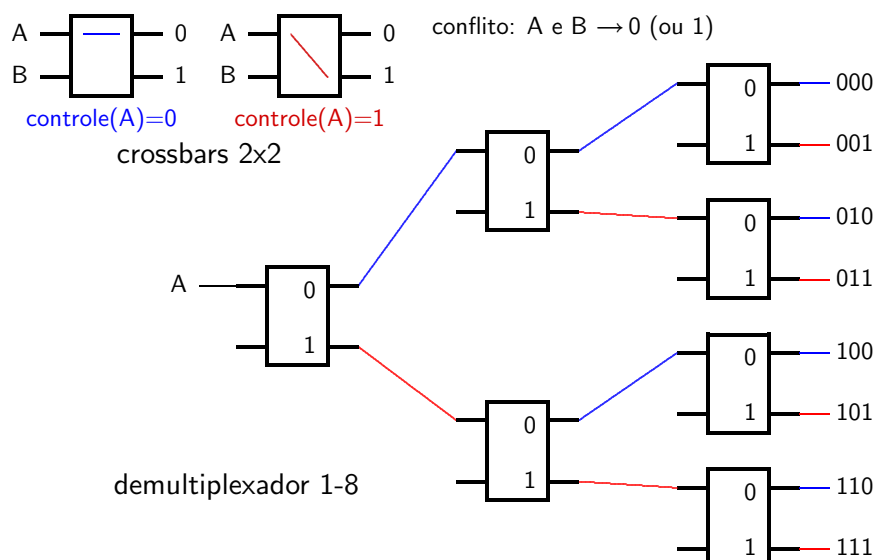 A 0 A 0 conflito: A e B →0 (ou 1)
B 1 B 1
controle(A)=0 controle(A)=1
crossbars 2x2
0 000
1 001
0
1
0 010
1 011
A 0
1
0 100
1 101
0
1
demultiplexador 1-8
0 110
1 111